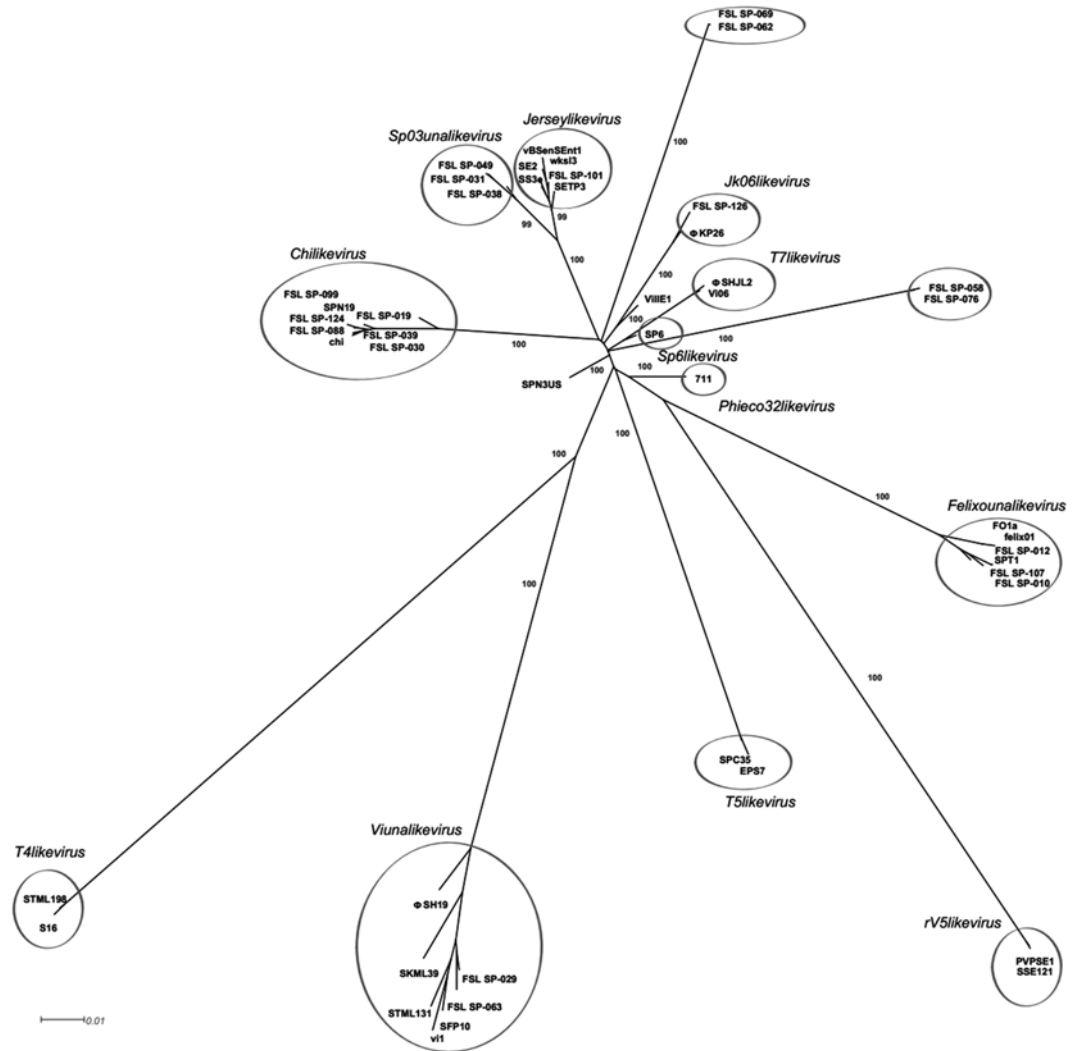 FSL SP-069
FSL SP-062
100
Jerseylikevirus
Sp03unalikevirus
vBSenSEnt1
wksl3
SE2
FSL SP-101
SS3e
SETP3
FSL SP-049
FSL SP-031
FSL SP-038
99
99
100
Jk06likevirus
FSL SP-126
ΦKP26
100
T7likevirus
ΦSHJL2
Vi06
FSL SP-058
FSL SP-076
100
Chilikevirus
FSL SP-099
SPN19
FSL SP-019
FSL SP-124
FSL SP-088
FSL SP-039
chi
FSL SP-030
100
ViIIE1
100
SP6
Sp6likevirus
SPN3US
100
100
711
Phieco32likevirus
100
100
100
Felixounalikevirus
FO1a
felix01
FSL SP-012
SPT1
FSL SP-107
FSL SP-010
100
100
SPC35
EPS7
T5likevirus
T4likevirus
STML198
S16
Viunalikevirus
ΦSH19
SKML39
FSL SP-029
STML131
FSL SP-063
SFP10
vi1
rV5likevirus
PVPSE1
SSE121
0.01